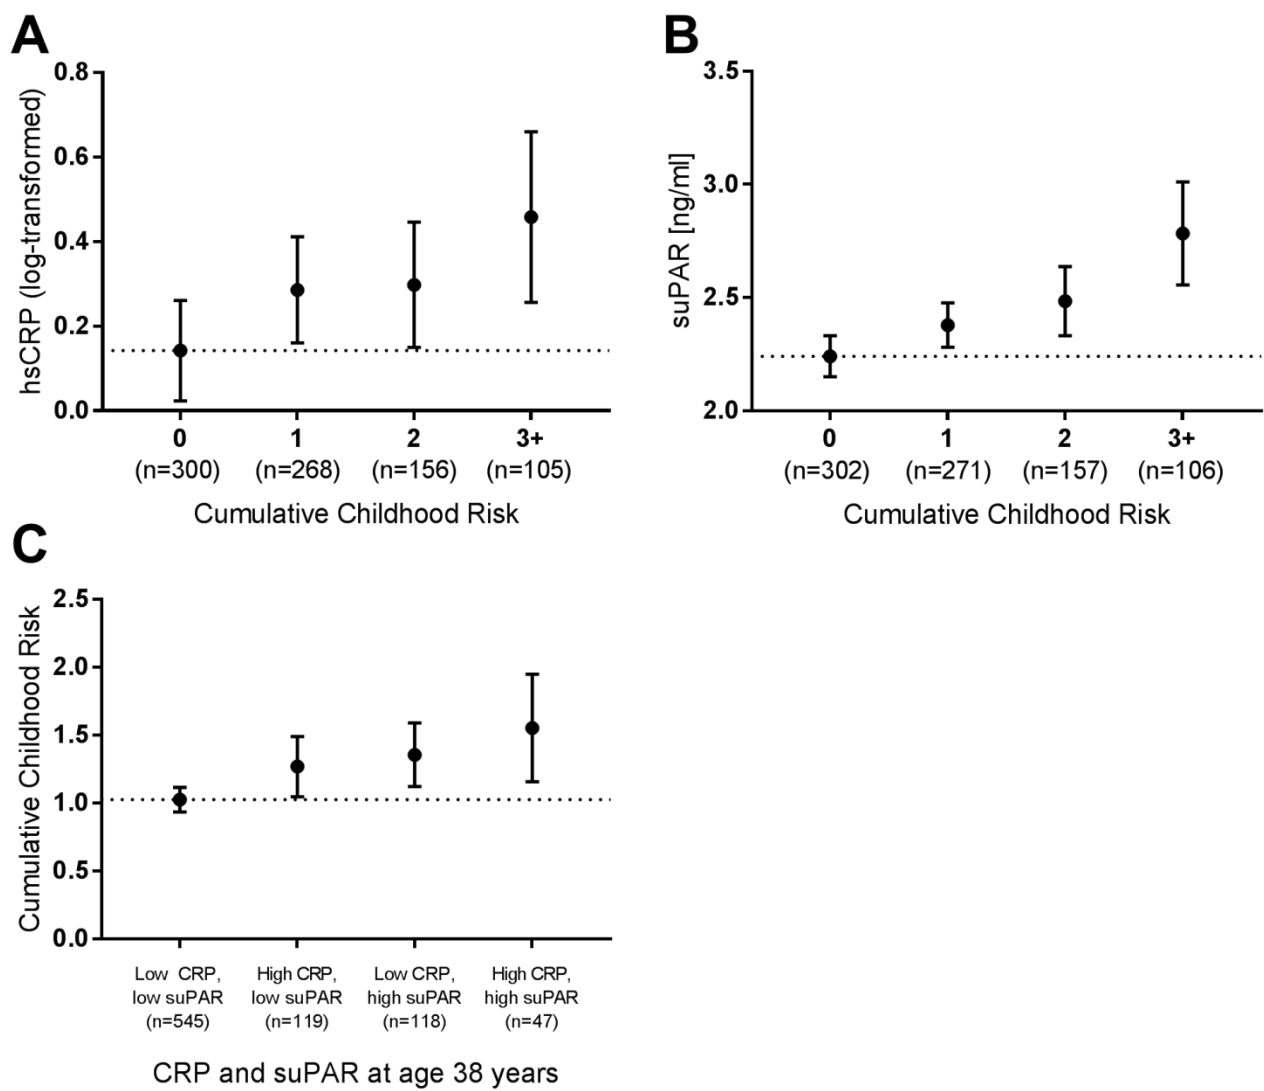 A
hsCRP (log-transformed)
0.8
0.6
0.4
0.2
0.0
0
1
2
3+
(n=300)
(n=268)
(n=156)
(n=105)
Cumulative Childhood Risk
B
suPAR [ng/ml]
3.5
3.0
2.5
2.0
0
1
2
3+
(n=302)
(n=271)
(n=157)
(n=106)
Cumulative Childhood Risk
C
Cumulative Childhood Risk
2.5
2.0
1.5
1.0
0.5
0.0
Low CRP,
low suPAR
(n=545)
High CRP,
low suPAR
(n=119)
Low CRP,
high suPAR
(n=118)
High CRP,
high suPAR
(n=47)
CRP and suPAR at age 38 years